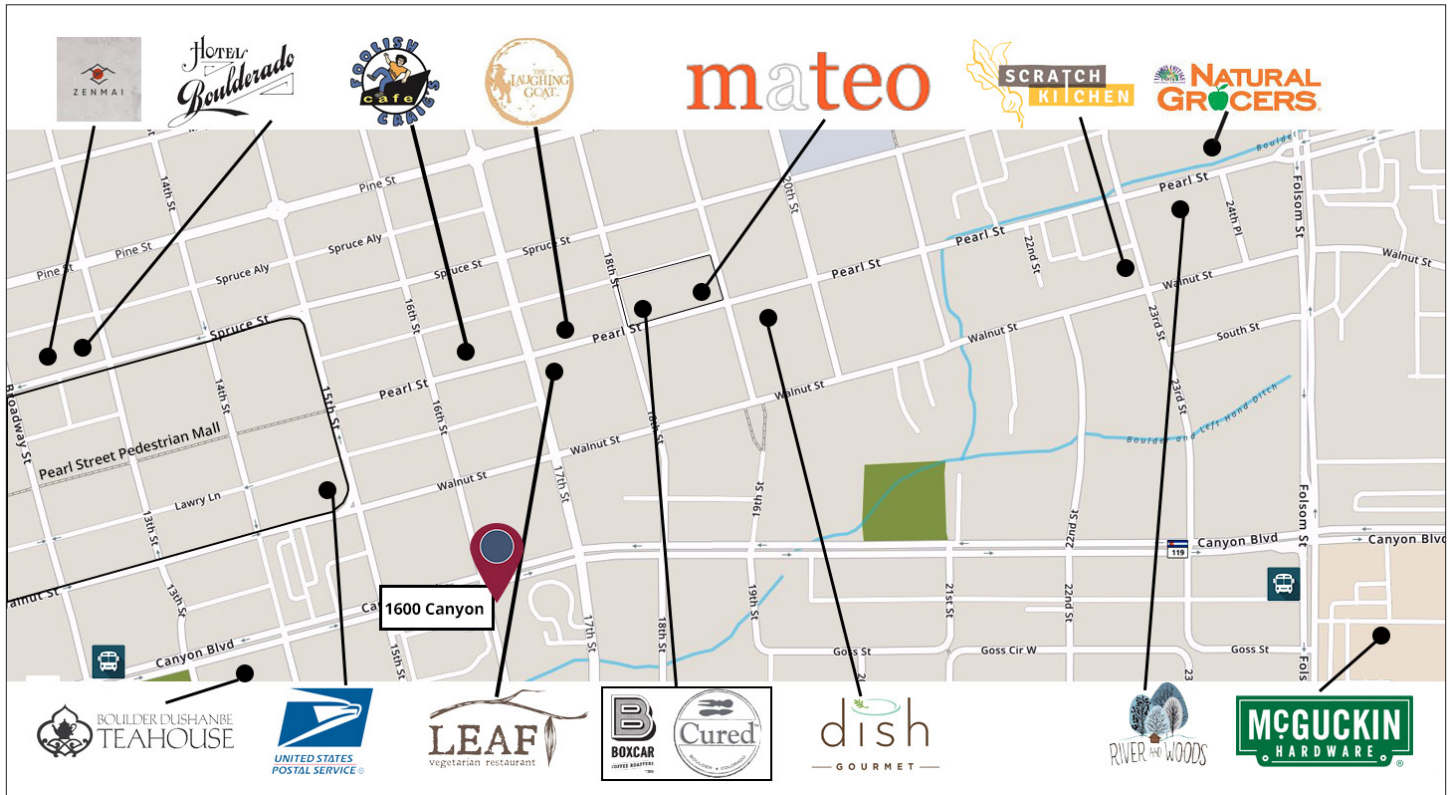 ZENMAI
HOTEL
Boulderado
FOOLISH
cafe
CRAIG'S
THE
LAUGHING
GOAT
mateo
SCRATCH
KITCHEN
NATURAL
GROCERS
Boulder
Pearl St
14th St
Pine St
20th St
Folsom St
24th Pl
Pine St
Spruce Aly
Spruce St
Pearl St
22nd St
Walnut St
Pine St
Spruce Aly
Spruce St
18th St
Pearl St
Walnut St
16th St
Spruce St
Pearl St
Walnut St
23rd St
South St
Broadway St
14th St
15th St
Pearl St
16th St
Walnut St
23rd St
Boulder and Left Hand Ditch
18th St
Pearl Street Pedestrian Mall
Walnut St
Lawry Ln
Walnut St
17th St
19th St
22nd St
Folsom St
13th St
Canyon Blvd
Canyon Blvd
119
1600 Canyon
13th St
17th St
18th St
19th St
21st St
22nd St
Canyon Blvd
15th St
Goss St
Goss Cir W
Goss St
23
BOULDER DUSHANBE
TEAHOUSE
UNITED STATES
POSTAL SERVICE®
LEAF
vegetarian restaurant
B
BOXCAR
COFFEE ROASTERS
Cured
BOULDER • COLORADO
dish
GOURMET
RIVER AND WOODS
McGUCKIN
HARDWARE
®